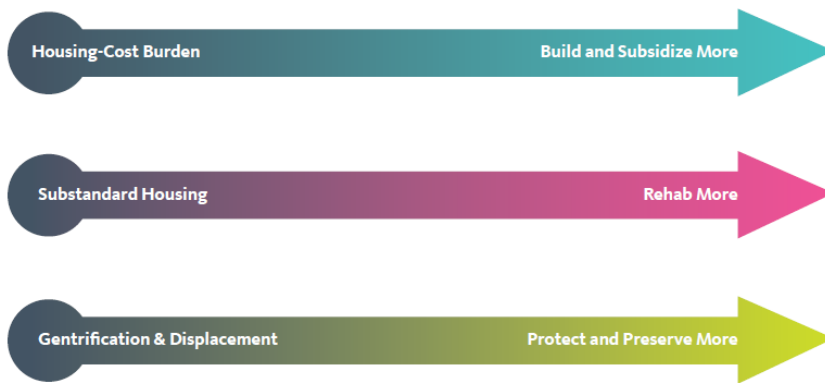 Housing-Cost Burden Build and Subsidize More
Substandard Housing Rehab More
Gentrification & Displacement Protect and Preserve More